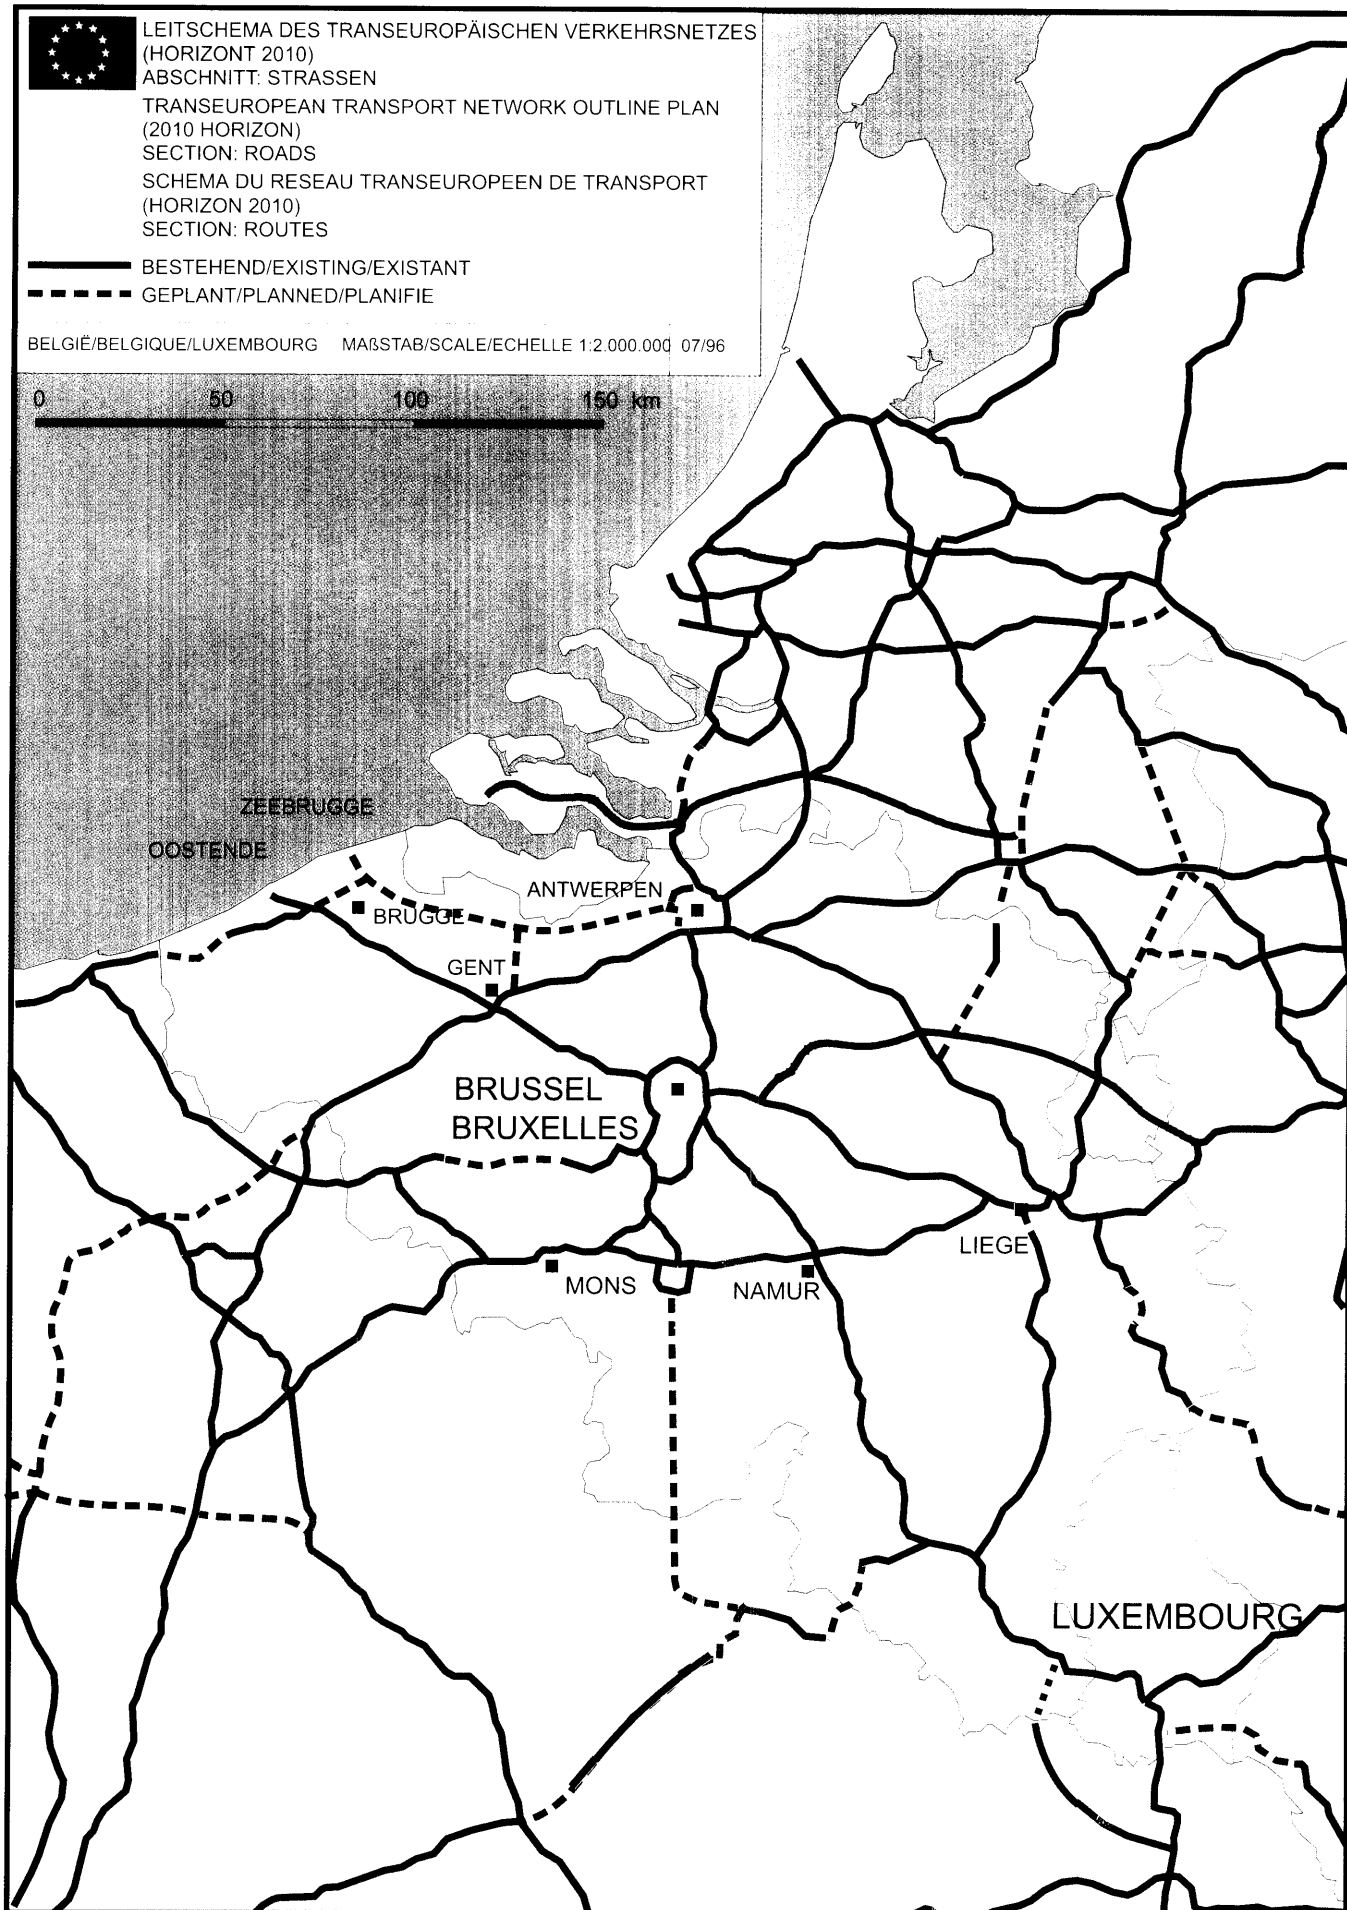 LEITSCHEMA DES TRANSEUROPÄISCHEN VERKEHRSNETZES
(HORIZONT 2010)
ABSCHNITT: STRASSEN
TRANSEUROPEAN TRANSPORT NETWORK OUTLINE PLAN
(2010 HORIZON)
SECTION: ROADS
SCHEMA DU RESEAU TRANSEUROPEEN DE TRANSPORT
(HORIZON 2010)
SECTION: ROUTES
BESTEHEND/EXISTING/EXISTANT
GEPLANT/PLANNED/PLANIFIE
BELGIË/BELGIQUE/LUXEMBOURG MAßSTAB/SCALE/ECHELLE 1:2.000.000 07/96
0 50 100 150 km
ZEEBRUGGE
OOSTENDE
ANTWERPEN
BRUGGE
GENT
BRUSSEL
BRUXELLES
LIEGE
MONS
NAMUR
LUXEMBOURG